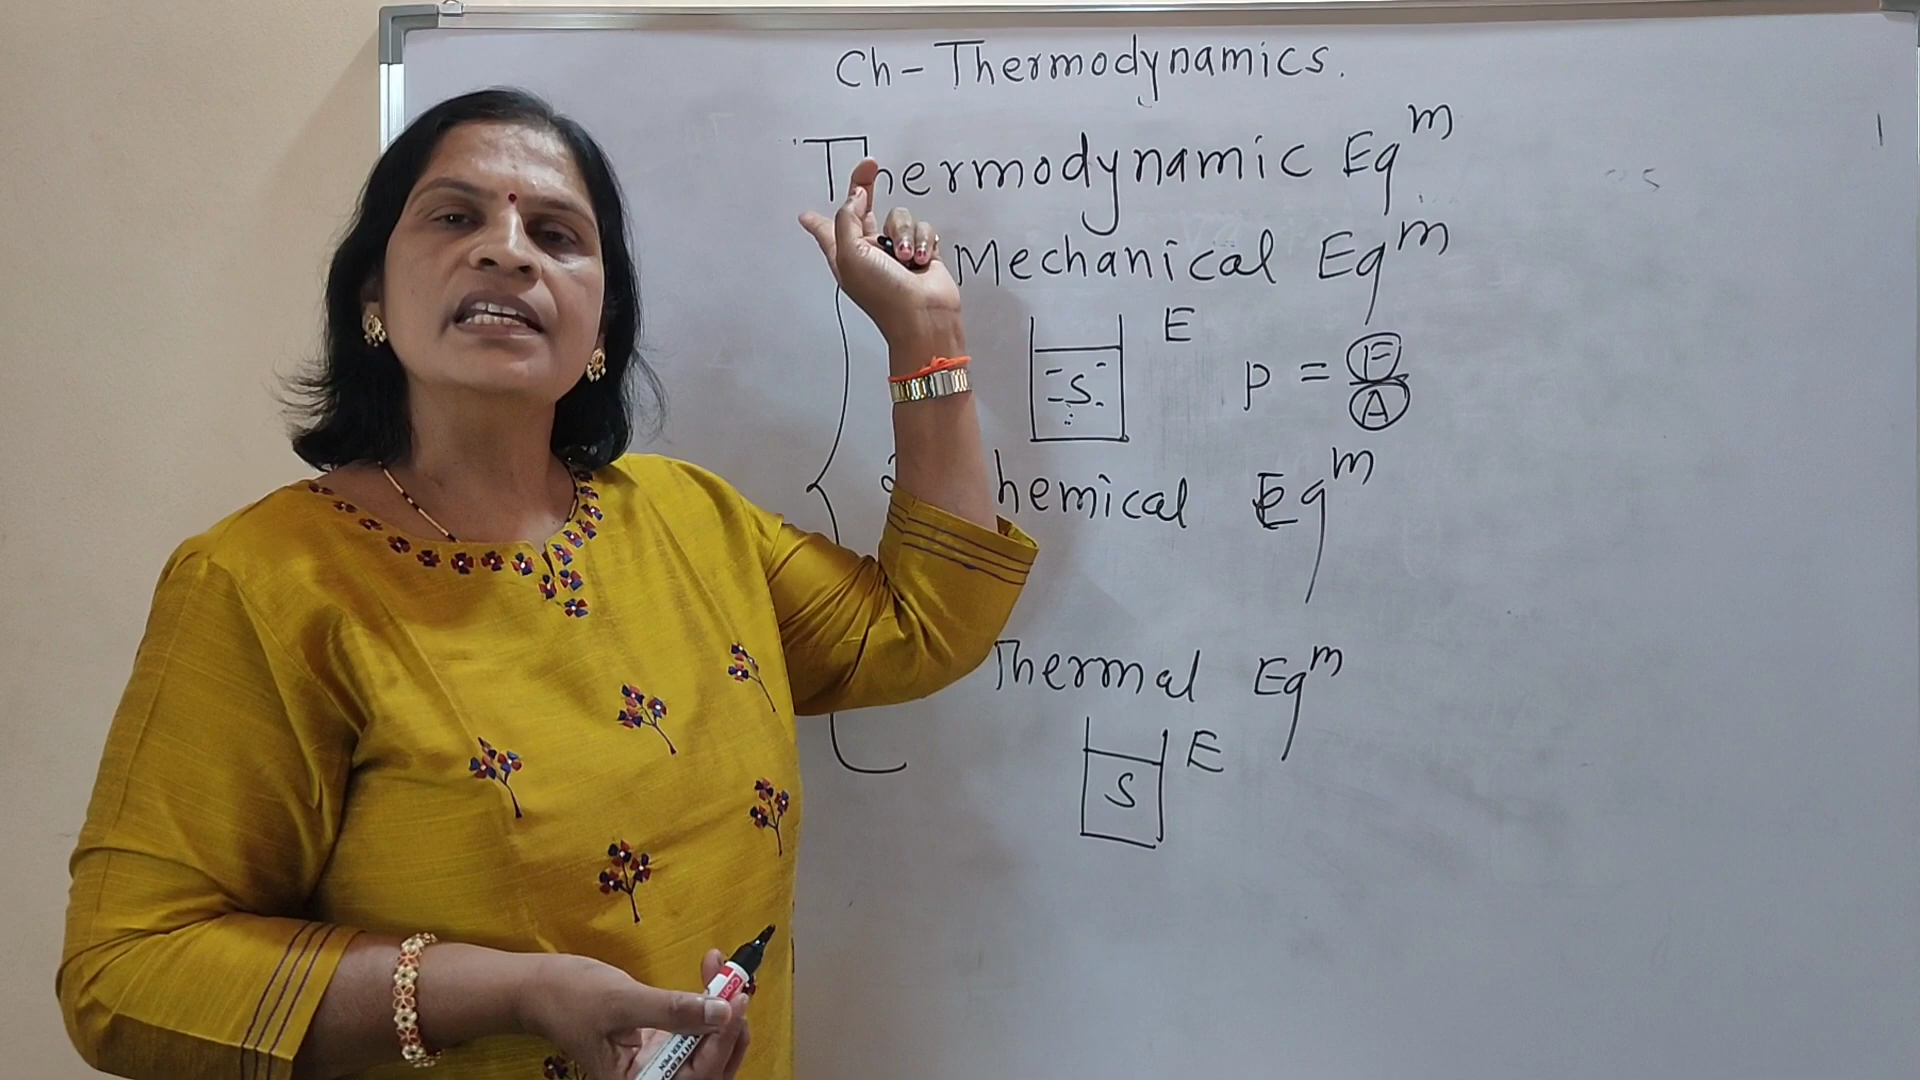 Ch-Thermodynamics.
Thermodynamic Eqᵐ
Mechanical Eqᵐ
E
S
p = F/A
hemical Eqᵐ
Thermal Eqᵐ
E
S